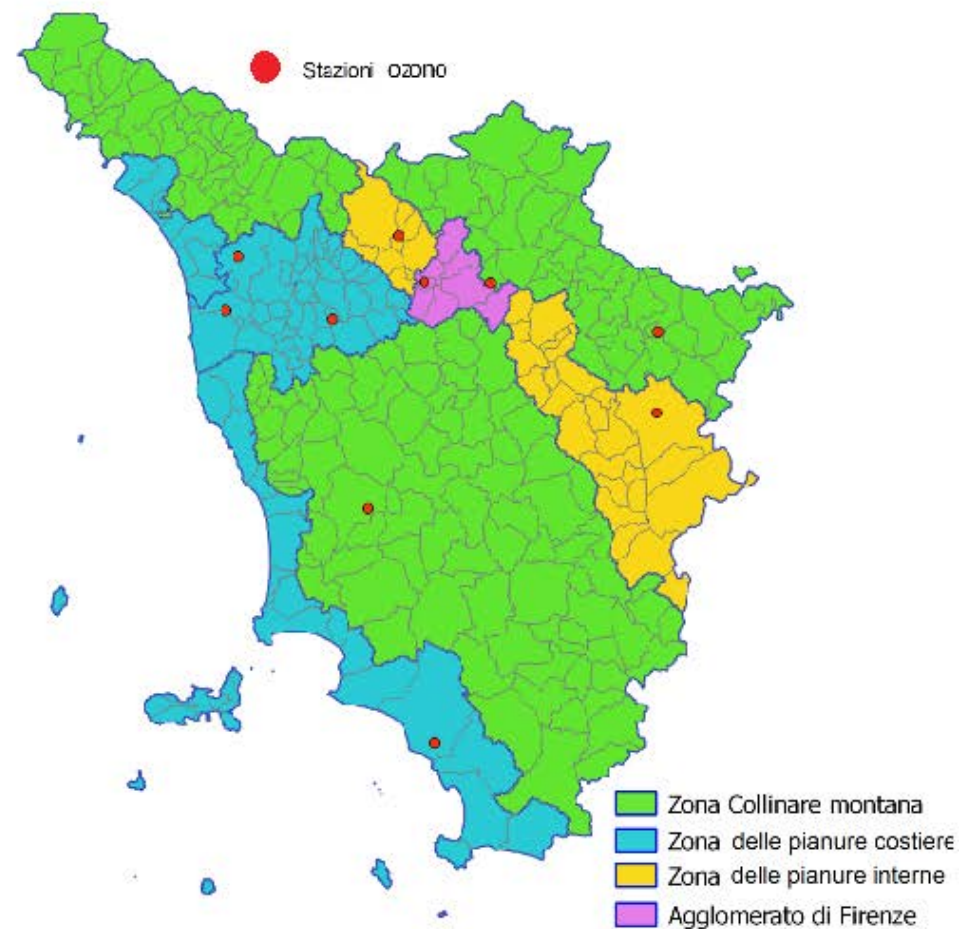 Stazioni ozono
Zona Collinare montana
Zona delle pianure costiere
Zona delle pianure interne
Agglomerato di Firenze